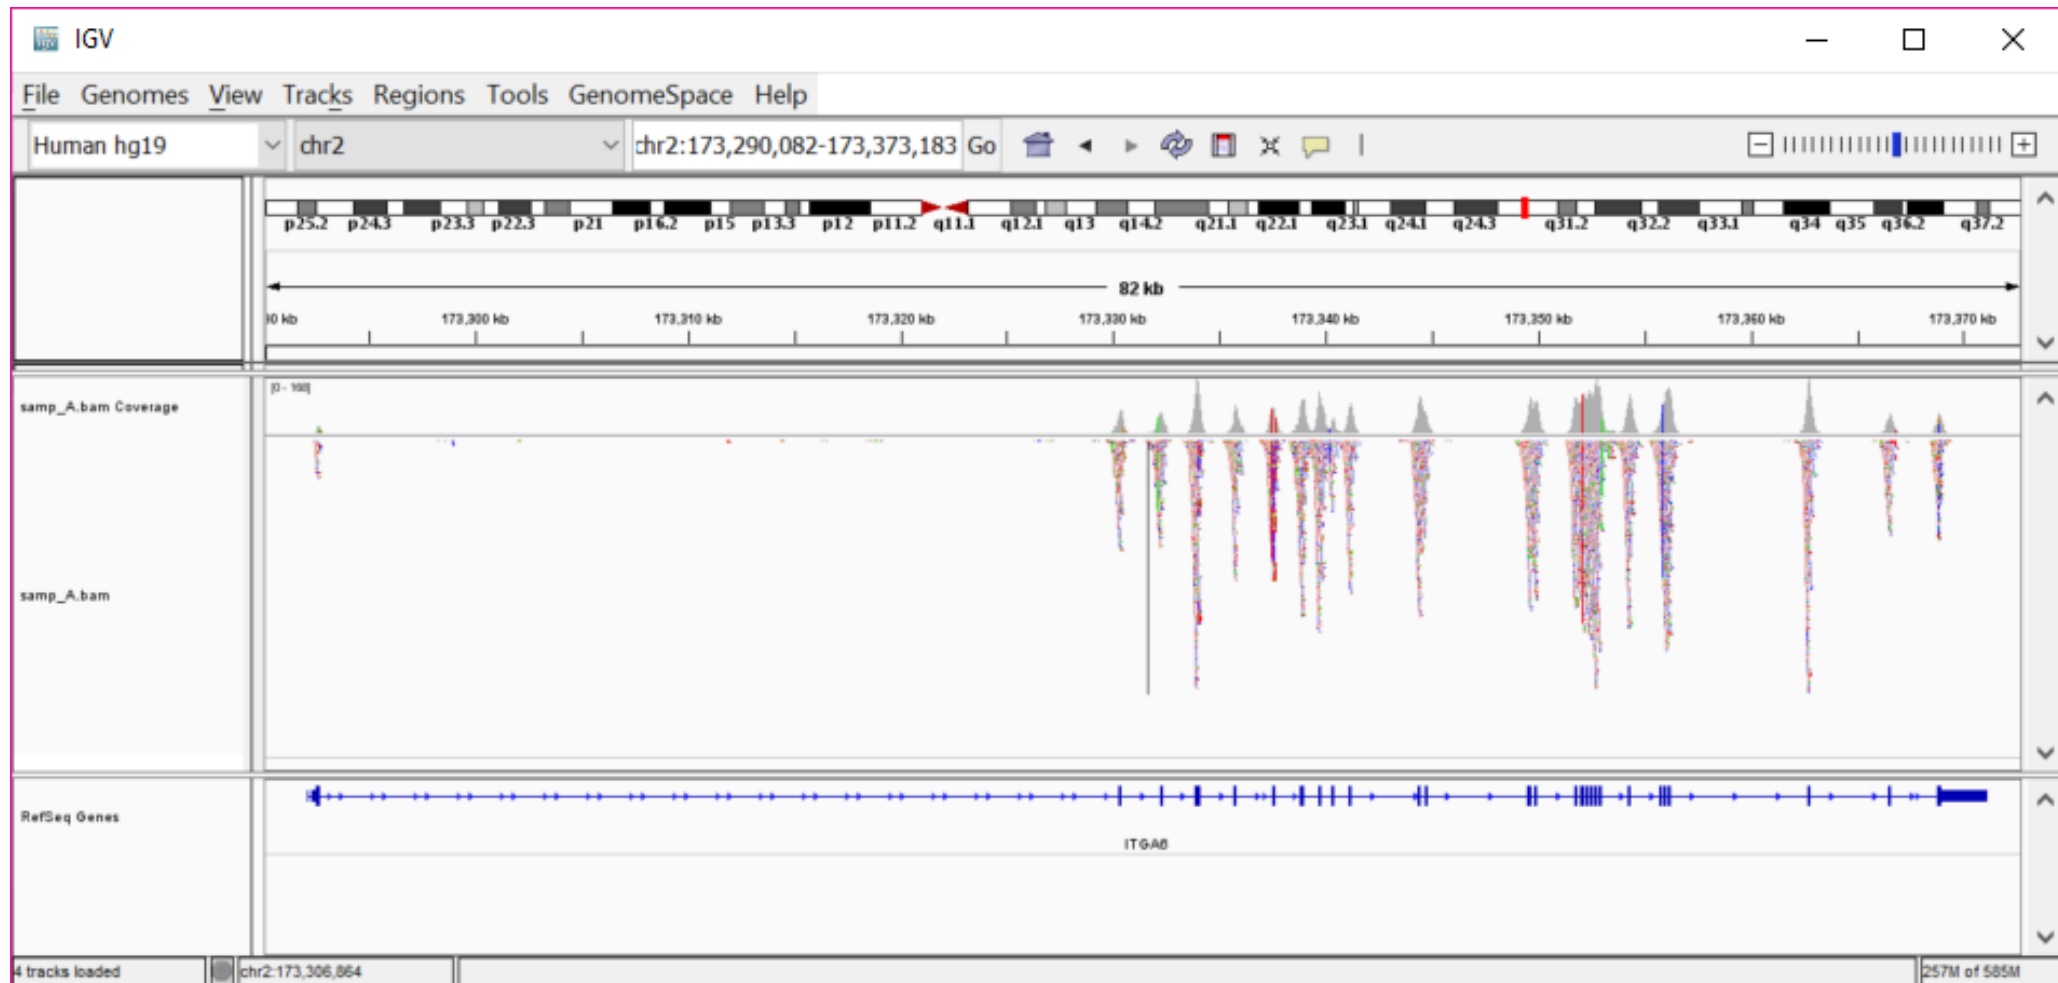 IGV
File Genomes View Tracks Regions Tools GenomeSpace Help
Human hg19 chr2 chr2:173,290,082-173,373,183 Go
p25.2 p24.3 p23.3 p22.3 p21 p16.2 p15 p13.3 p12 p11.2 q11.1 q12.1 q13 q14.2 q21.1 q22.1 q23.1 q24.1 q24.3 q31.2 q32.2 q33.1 q34 q35 q36.2 q37.2
82 kb
90 kb 173,300 kb 173,310 kb 173,320 kb 173,330 kb 173,340 kb 173,350 kb 173,360 kb 173,370 kb
[0 - 168]
samp_A.bam Coverage
samp_A.bam
RefSeq Genes
ITGA6
4 tracks loaded chr2:173,306,864 257M of 585M